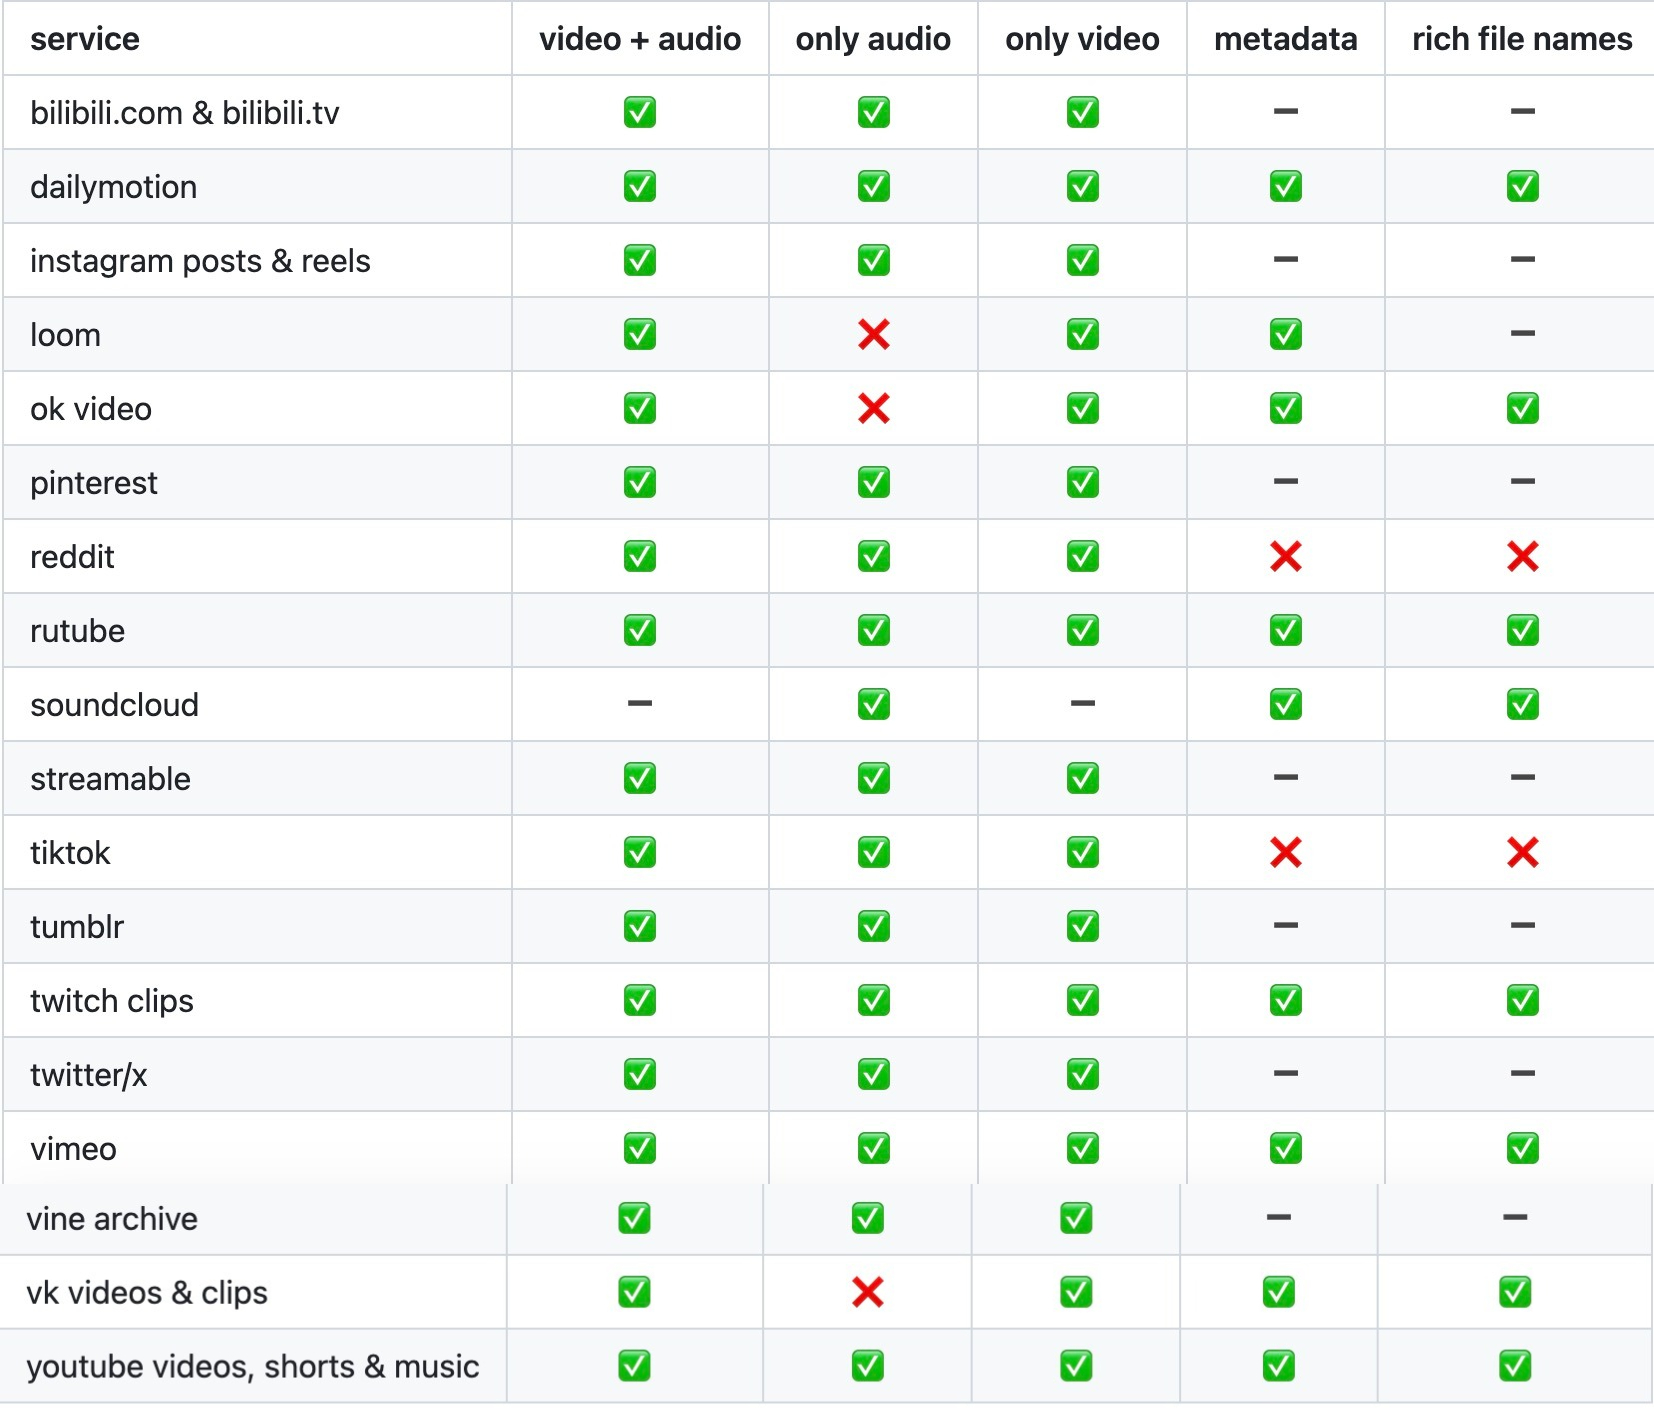 service video + audio only audio only video metadata rich file names
bilibili.com & bilibili.tv ✅ ✅ ✅ ➖ ➖
dailymotion ✅ ✅ ✅ ✅ ✅
instagram posts & reels ✅ ✅ ✅ ➖ ➖
loom ✅ ❌ ✅ ✅ ➖
ok video ✅ ❌ ✅ ✅ ✅
pinterest ✅ ✅ ✅ ➖ ➖
reddit ✅ ✅ ✅ ❌ ❌
rutube ✅ ✅ ✅ ✅ ✅
soundcloud ➖ ✅ ➖ ✅ ✅
streamable ✅ ✅ ✅ ➖ ➖
tiktok ✅ ✅ ✅ ❌ ❌
tumblr ✅ ✅ ✅ ➖ ➖
twitch clips ✅ ✅ ✅ ✅ ✅
twitter/x ✅ ✅ ✅ ➖ ➖
vimeo ✅ ✅ ✅ ✅ ✅
vine archive ✅ ✅ ✅ ➖ ➖
vk videos & clips ✅ ❌ ✅ ✅ ✅
youtube videos, shorts & music ✅ ✅ ✅ ✅ ✅